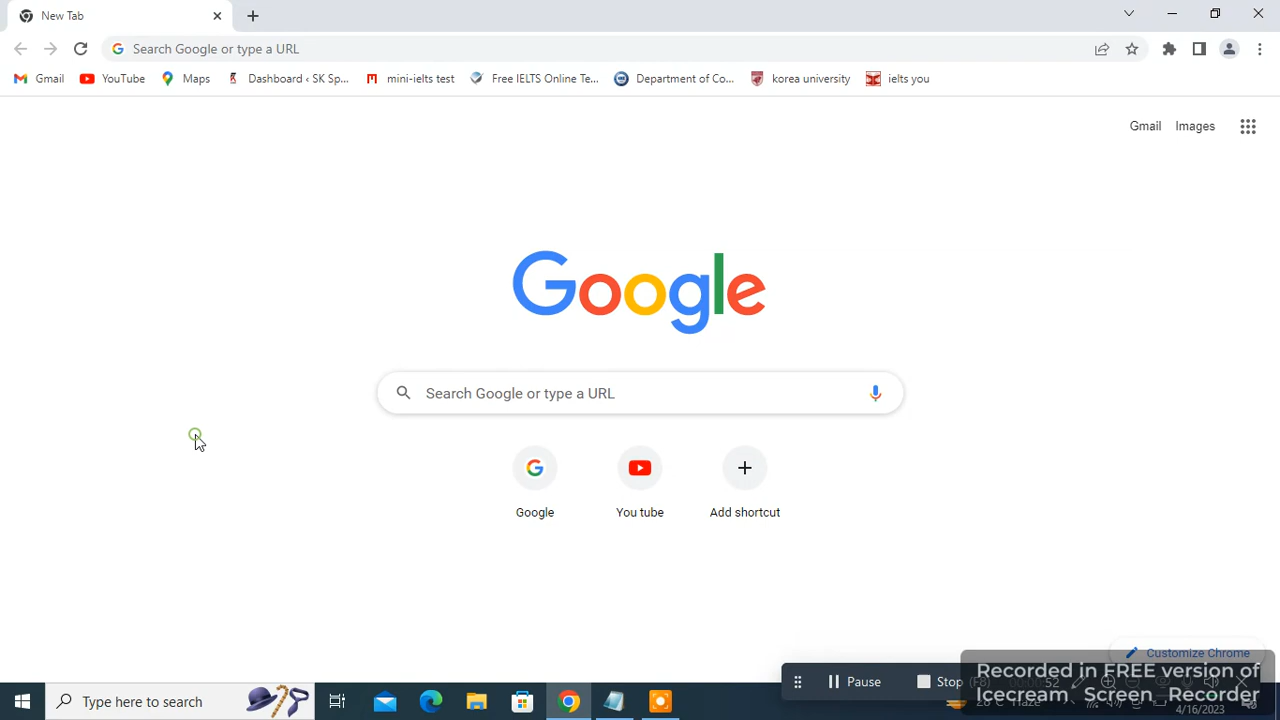 New Tab
Search Google or type a URL
Gmail
YouTube
Maps
Dashboard ‹ SK Sp...
mini-ielts test
Free IELTS Online Te...
Department of Co...
korea university
ielts you
Gmail Images
Google
Search Google or type a URL
Google
You tube
Add shortcut
Customize Chrome
Pause
Stop (F8)
Recorded in FREE version of
Icecream Screen Recorder
Type here to search
28°C Haze
4/16/2023